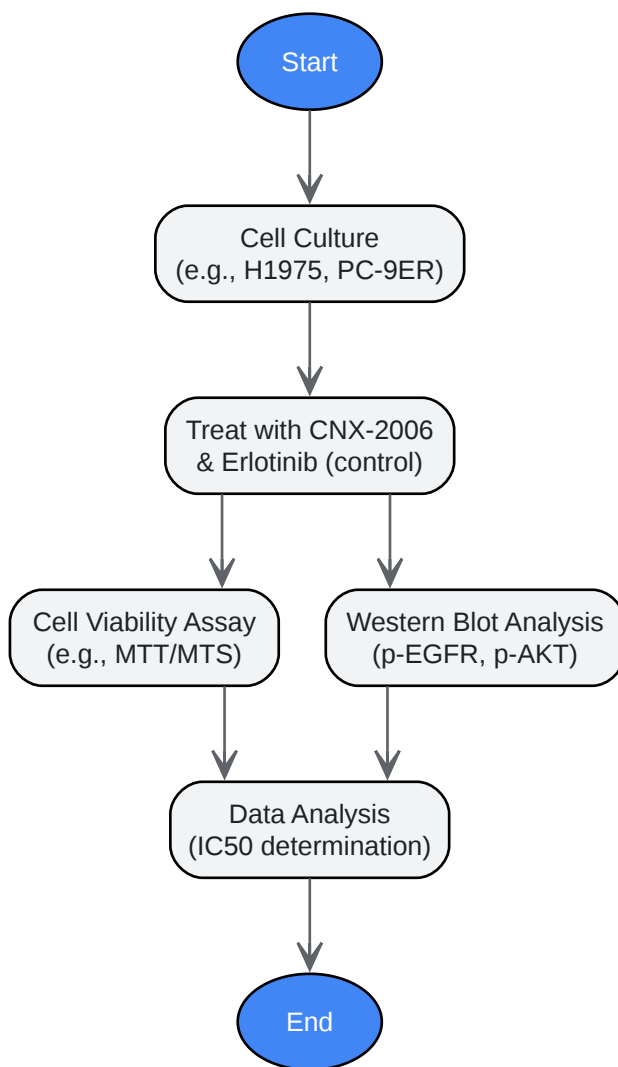 Start
Cell Culture
(e.g., H1975, PC-9ER)
Treat with CNX-2006
& Erlotinib (control)
Cell Viability Assay
(e.g., MTT/MTS)
Western Blot Analysis
(p-EGFR, p-AKT)
Data Analysis
(IC50 determination)
End